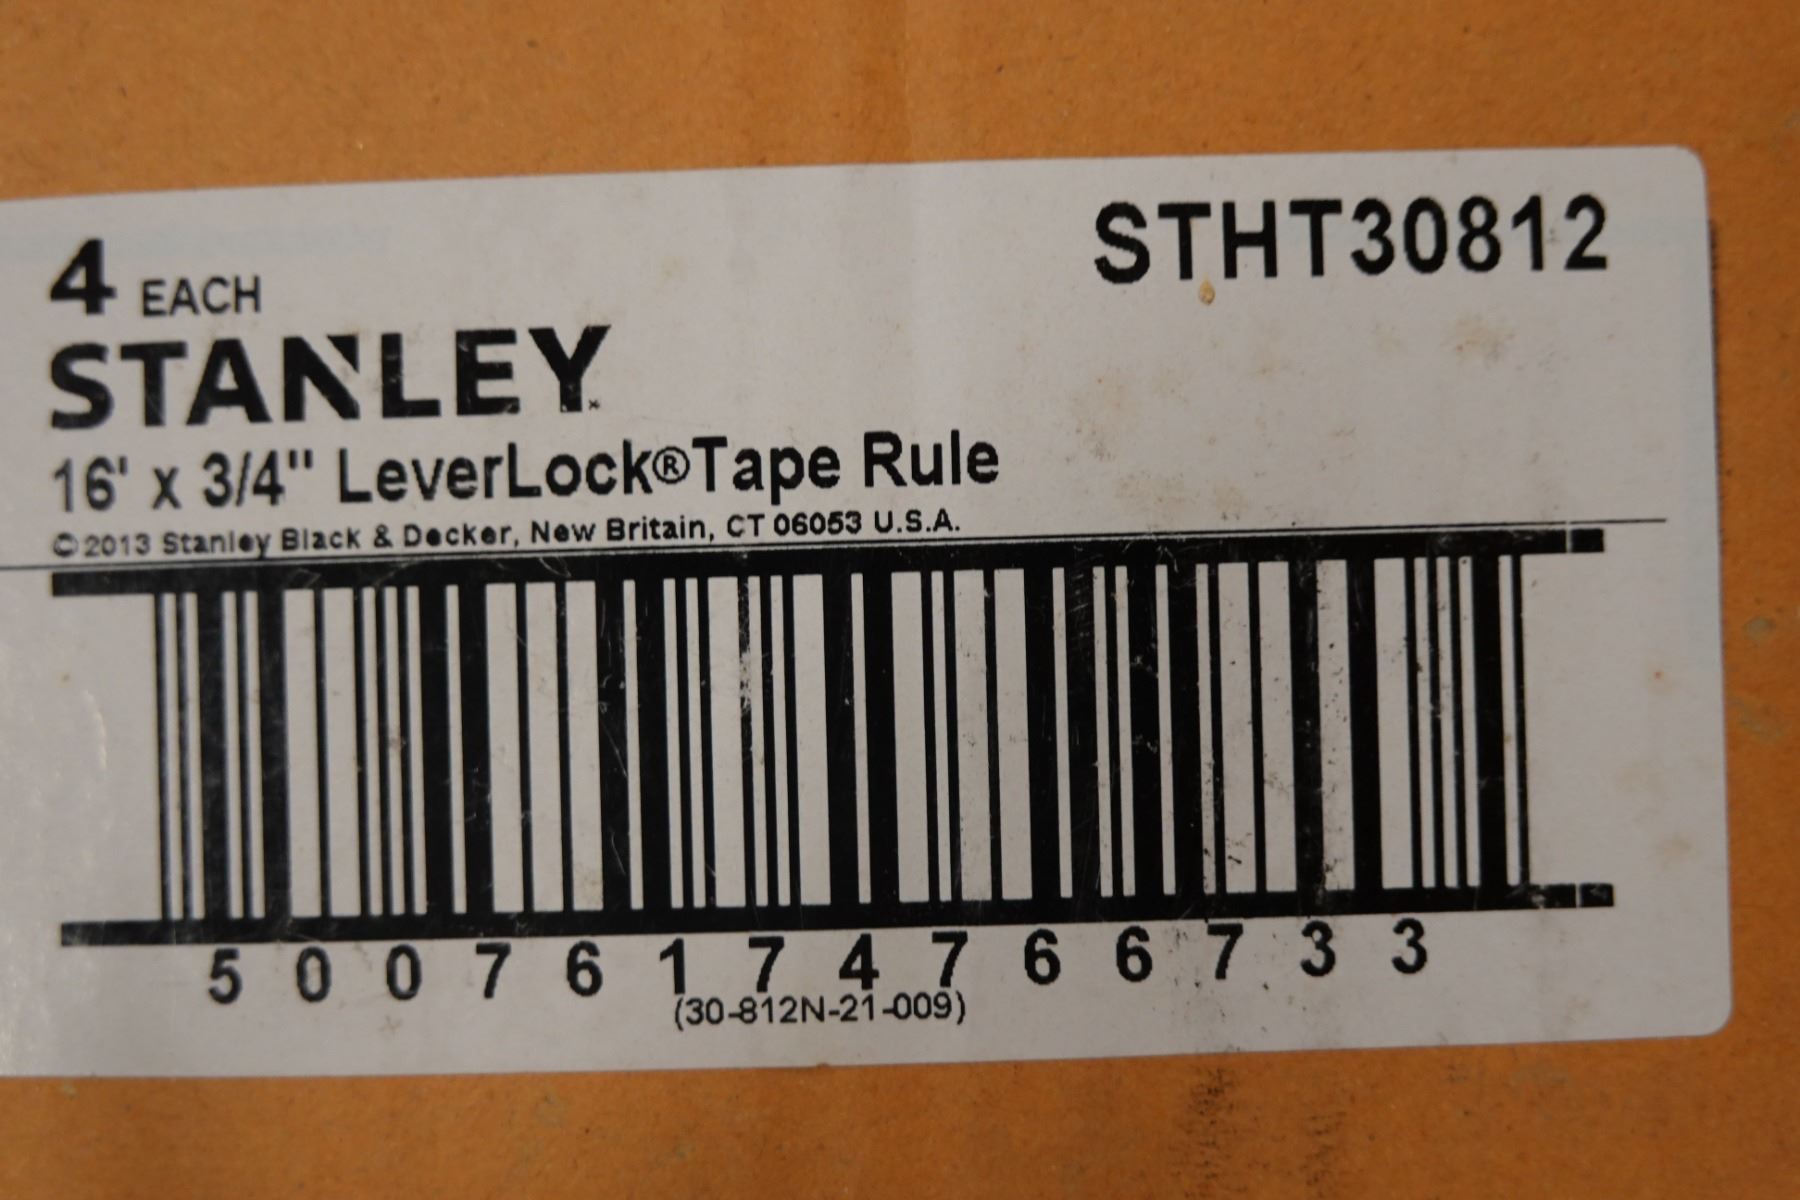 4 EACH
STHT30812
STANLEY
16' x 3/4" LeverLock®Tape Rule
©2013 Stanley Black & Decker, New Britain, CT 06053 U.S.A.
5 0 0 7 6 1 7 4 7 6 6 7 3 3
(30-812N-21-009)